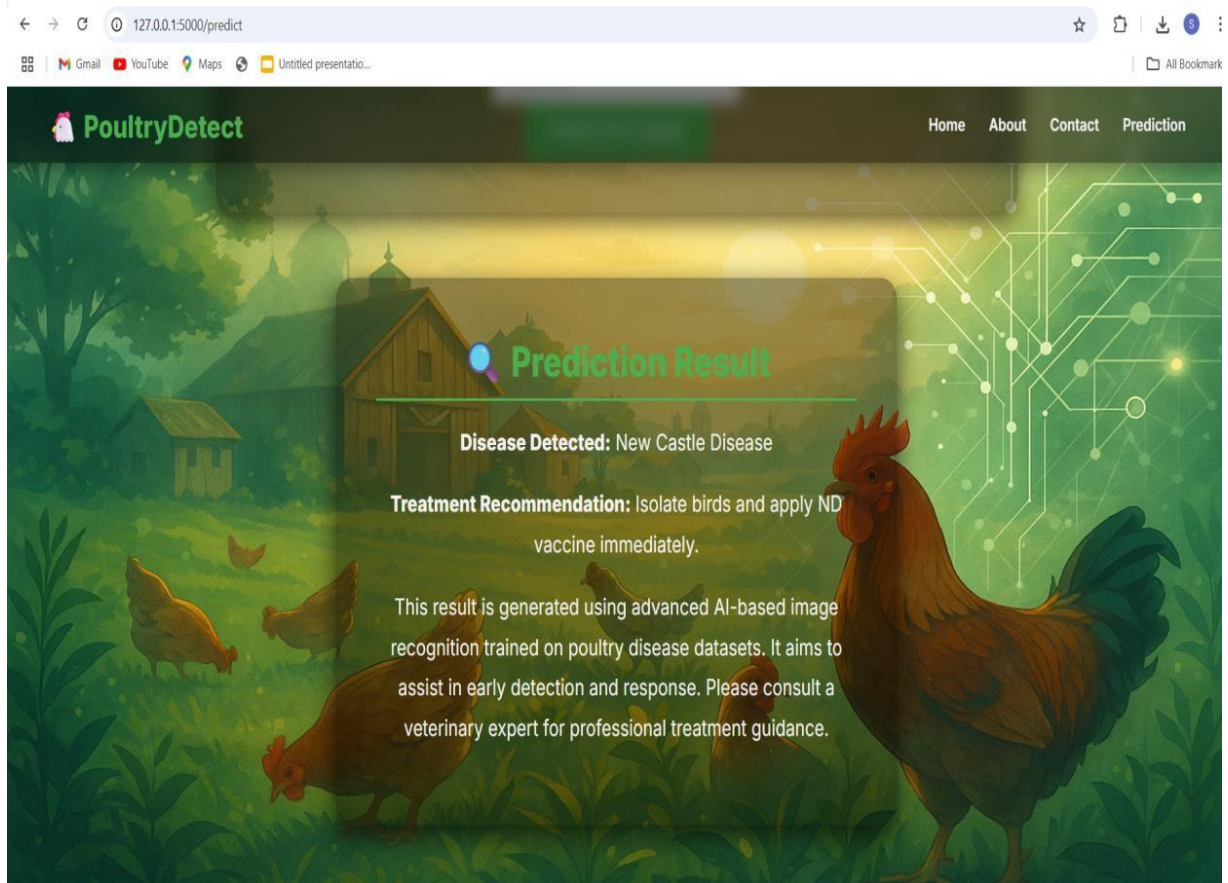 127.0.0.1:5000/predict
S
Gmail YouTube Maps Untitled presentatio... All Bookmark
PoultryDetect Home About Contact Prediction
Prediction Result
Disease Detected: New Castle Disease
Treatment Recommendation: Isolate birds and apply ND
vaccine immediately.
This result is generated using advanced AI-based image
recognition trained on poultry disease datasets. It aims to
assist in early detection and response. Please consult a
veterinary expert for professional treatment guidance.